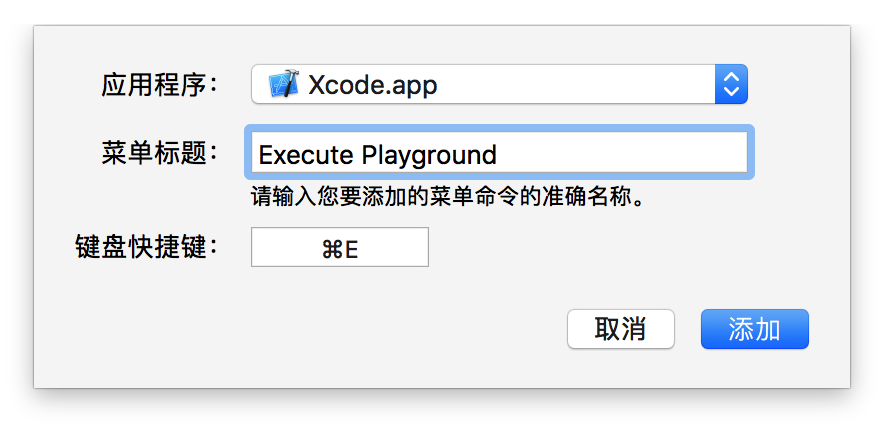 应用程序： Xcode.app
菜单标题： Execute Playground
请输入您要添加的菜单命令的准确名称。
键盘快捷键： ⌘E
取消 添加